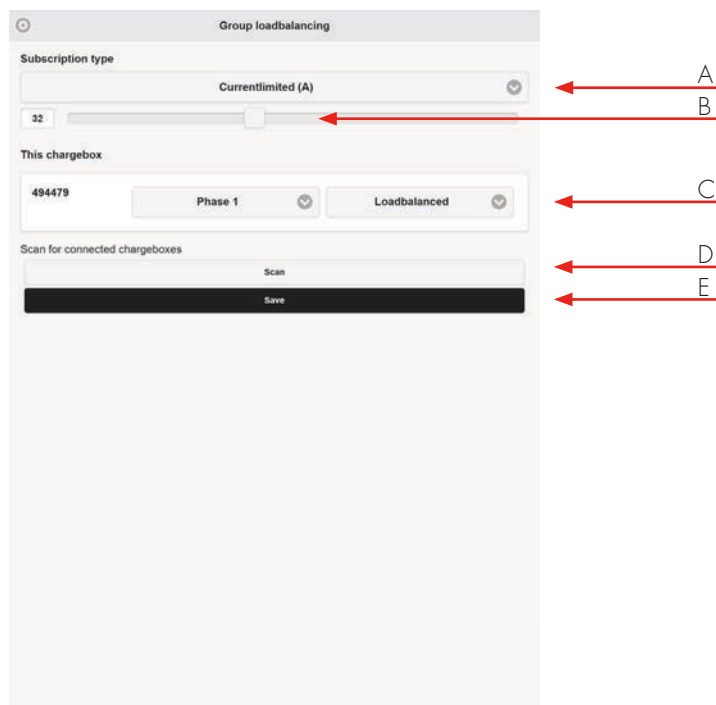 Group loadbalancing
Subscription type
Currentlimited (A)
A
32
B
This chargebox
494479
Phase 1
Loadbalanced
C
Scan for connected chargeboxes
Scan
D
Save
E